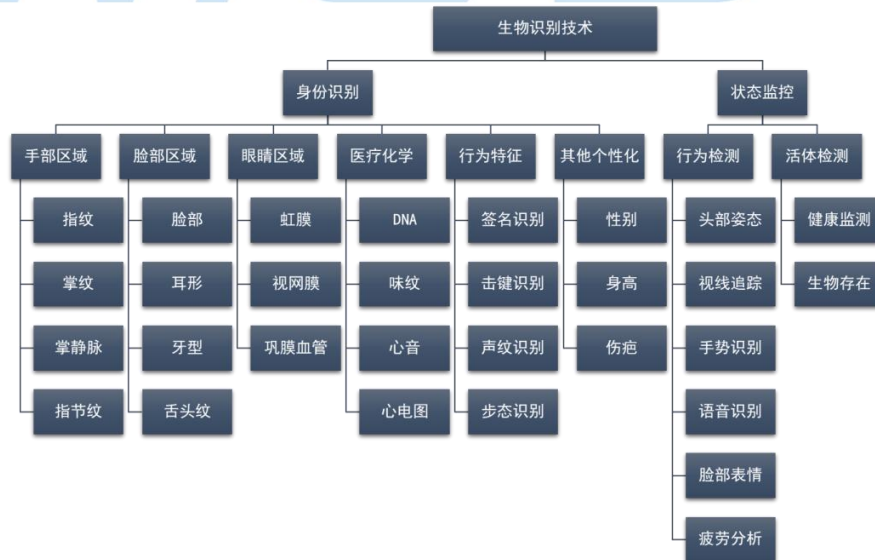 生物识别技术
身份识别
状态监控
手部区域
脸部区域
眼睛区域
医疗化学
行为特征
其他个性化
行为检测
活体检测
指纹
脸部
虹膜
DNA
签名识别
性别
头部姿态
健康监测
掌纹
耳形
视网膜
味纹
击键识别
身高
视线追踪
生物存在
掌静脉
牙型
巩膜血管
心音
声纹识别
伤疤
手势识别
指节纹
舌头纹
心电图
步态识别
语音识别
脸部表情
疲劳分析